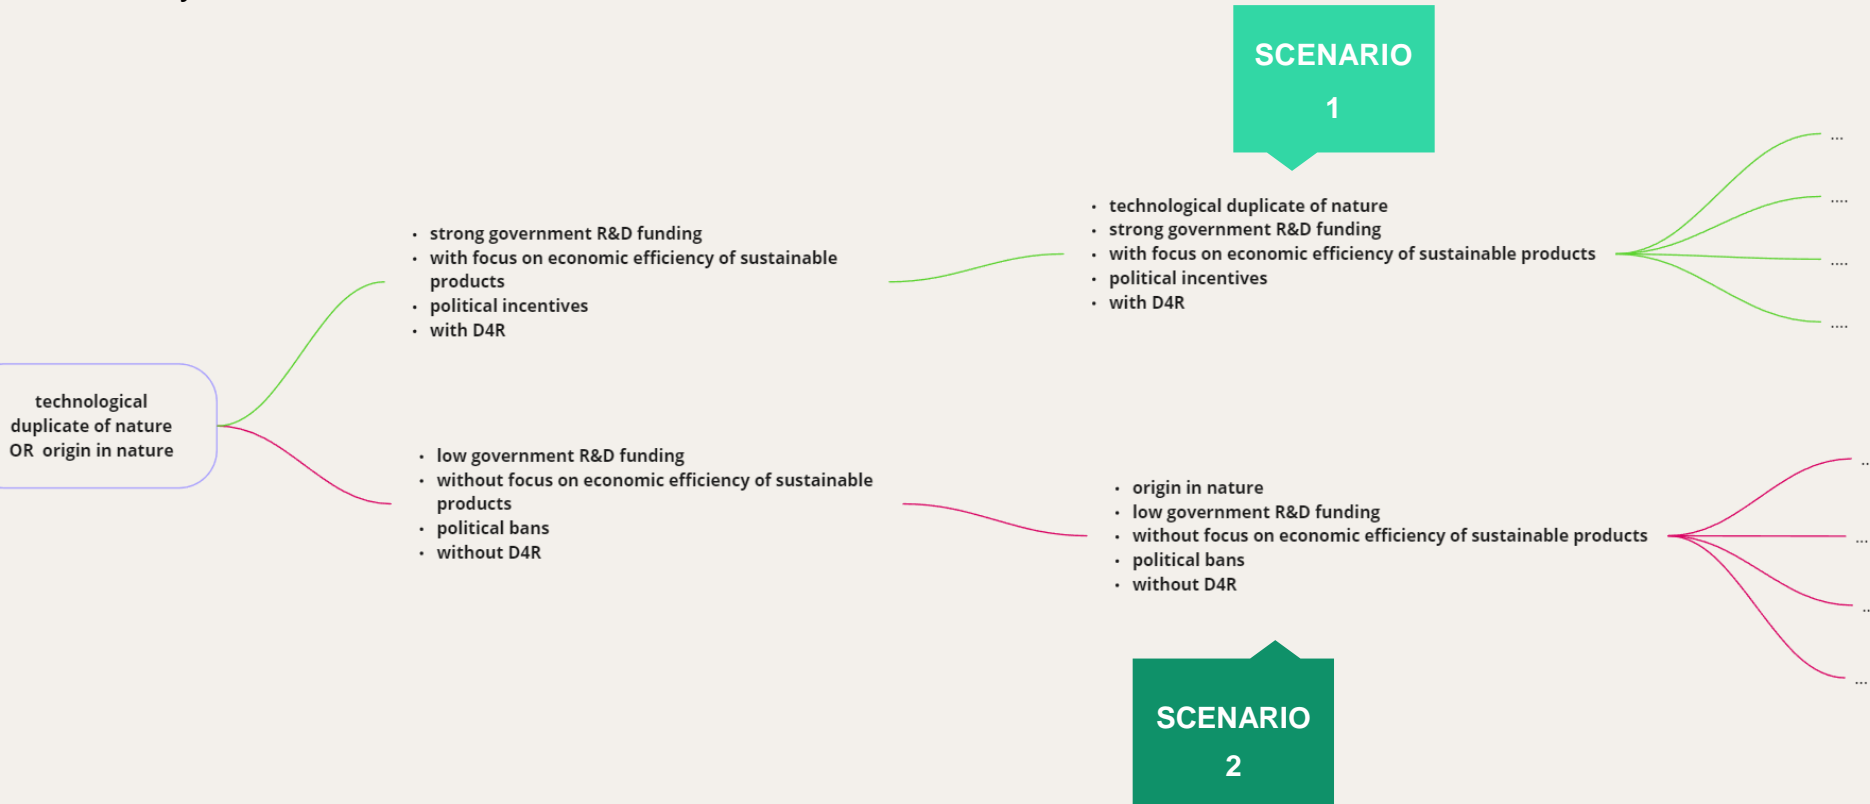 SCENARIO
1
...
....
....
....
• technological duplicate of nature
• strong government R&D funding
• with focus on economic efficiency of sustainable products
• political incentives
• with D4R
• strong government R&D funding
• with focus on economic efficiency of sustainable
products
• political incentives
• with D4R
technological
duplicate of nature
OR origin in nature
• low government R&D funding
• without focus on economic efficiency of sustainable
products
• political bans
• without D4R
• origin in nature
• low government R&D funding
• without focus on economic efficiency of sustainable products
• political bans
• without D4R
..
...
..
...
SCENARIO
2